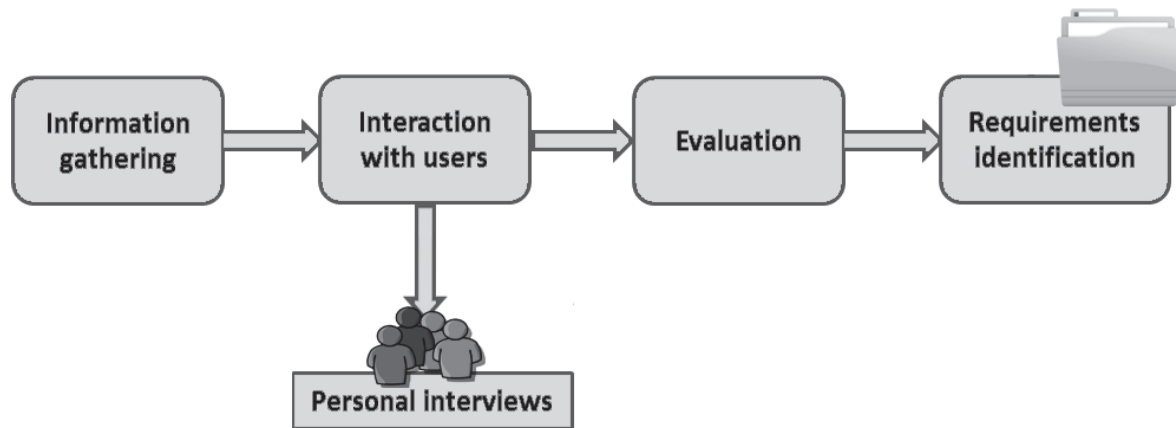 Information
gathering
Interaction
with users
Evaluation
Requirements
identification
Personal interviews